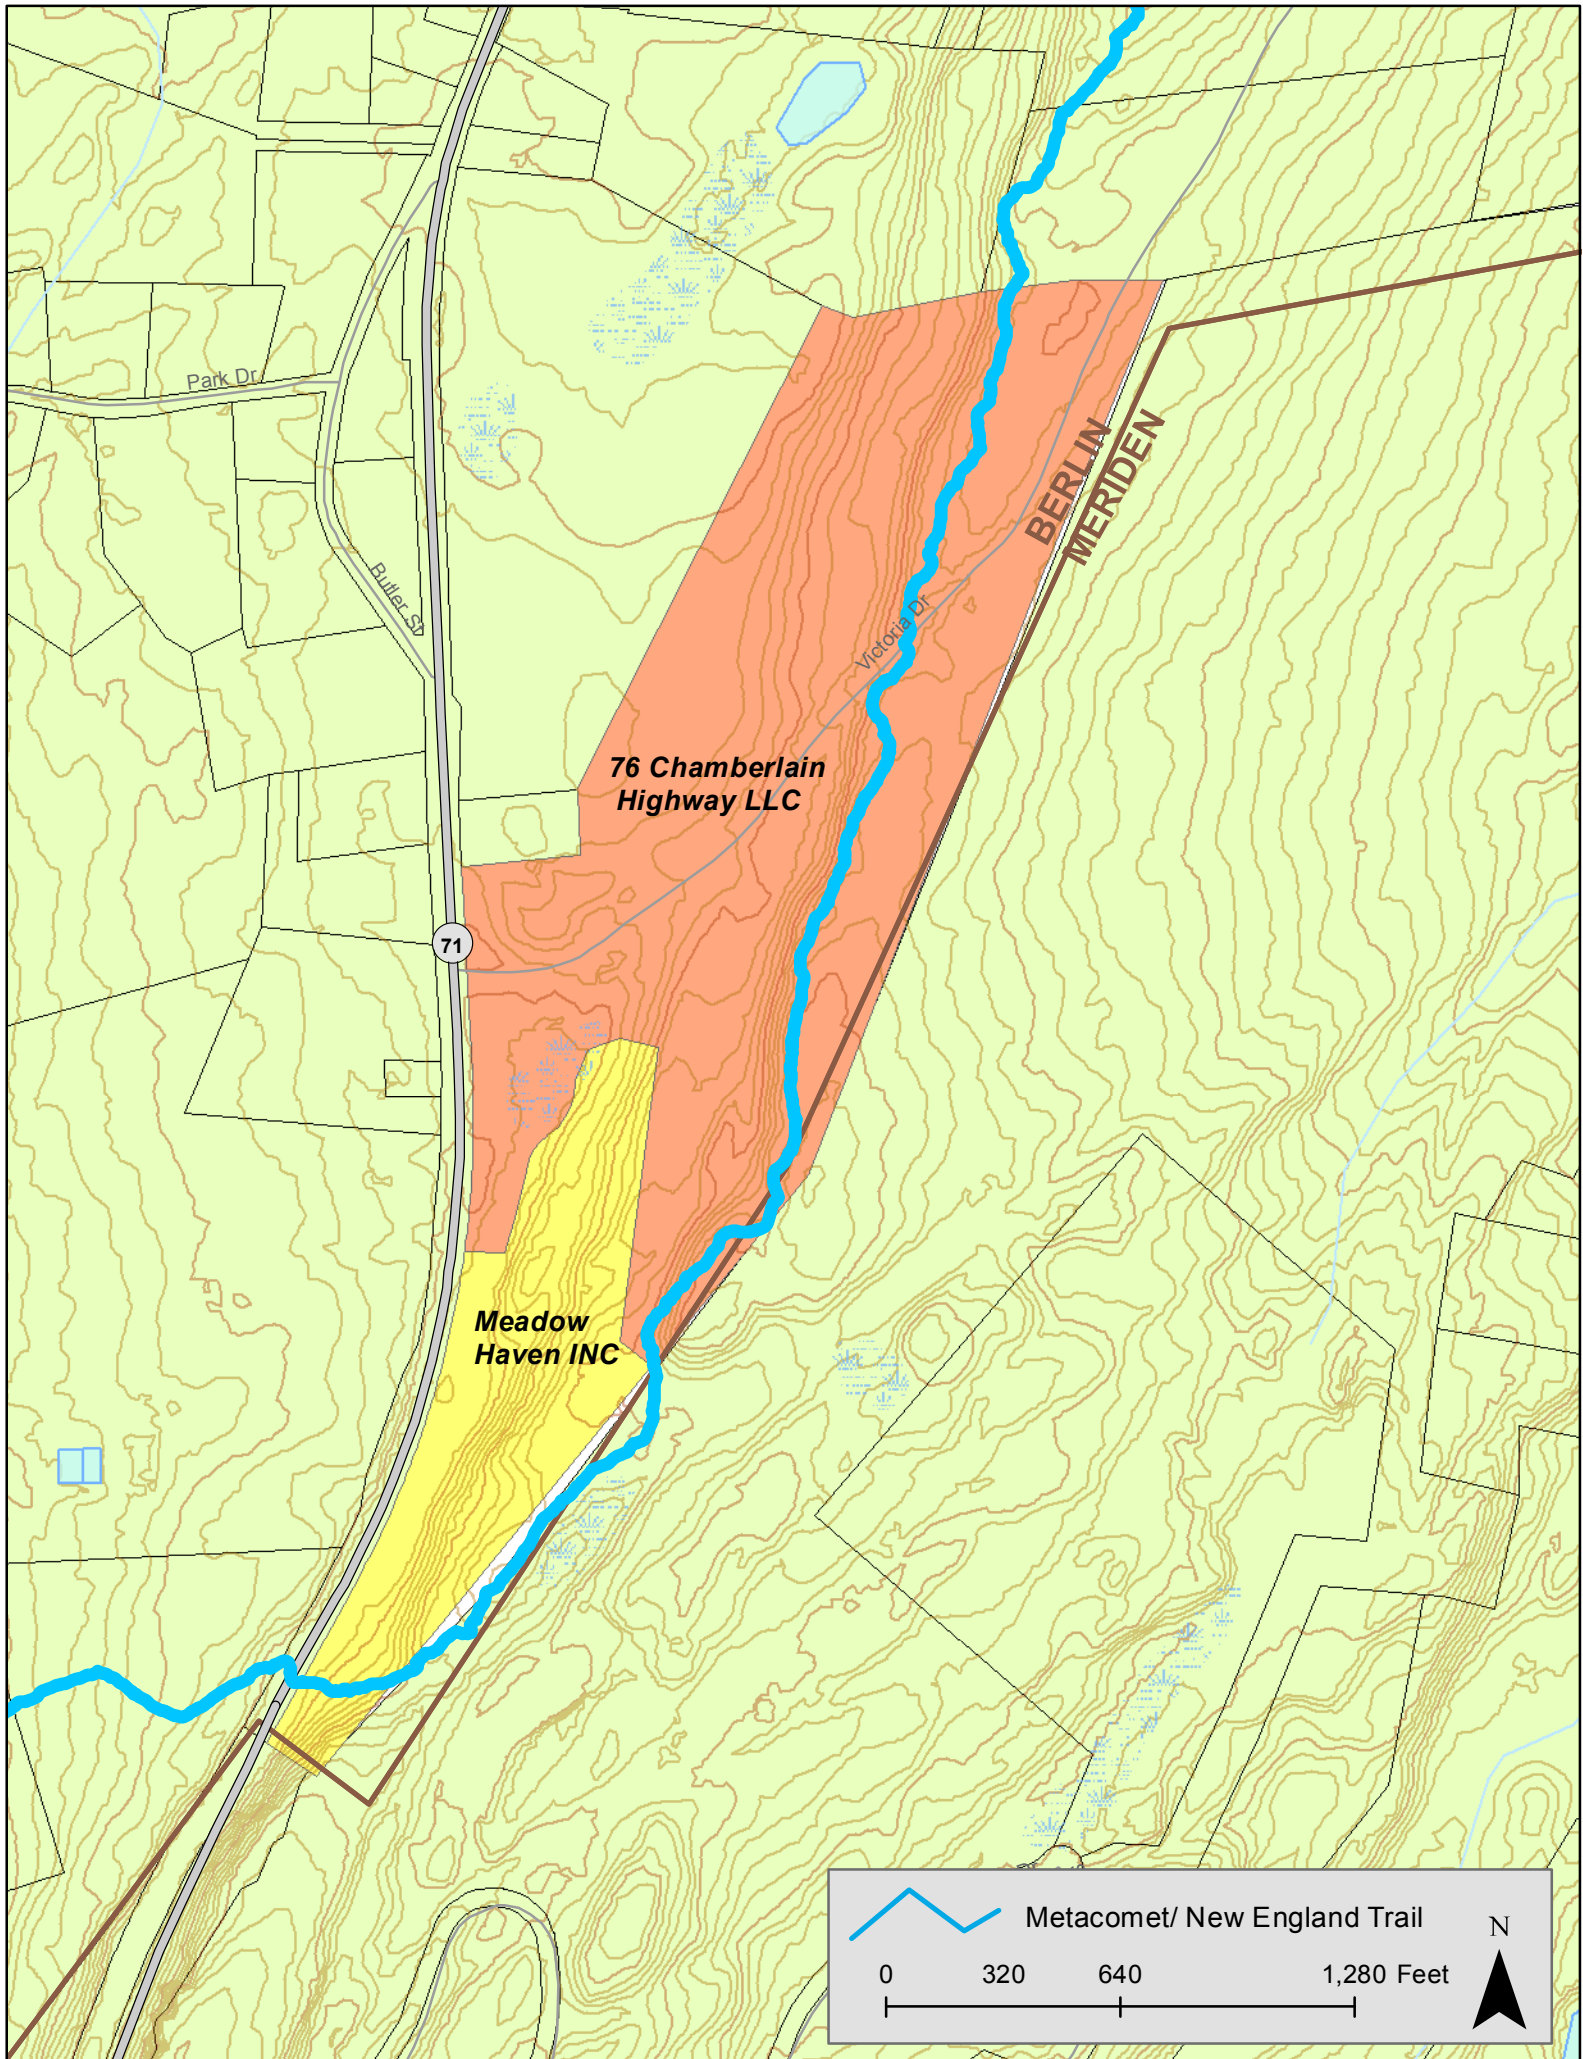 Park Dr
BERLIN
MERIDEN
Butler St
Victoria Dr
76 Chamberlain
Highway LLC
71
Meadow
Haven INC
Metacomet/ New England Trail
N
0 320 640 1,280 Feet